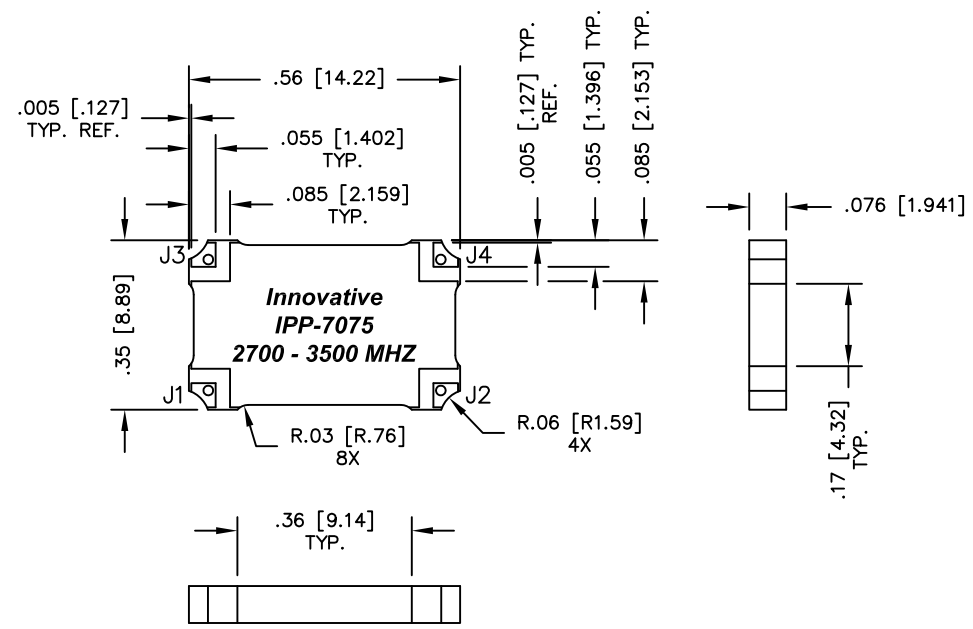 .56 [14.22]
.005 [.127]
TYP. REF.
.055 [1.402]
TYP.
.085 [2.159]
TYP.
.005 [.127] TYP.
REF.
.055 [1.396] TYP.
.085 [2.153] TYP.
.076 [1.941]
J3
J4
Innovative
IPP-7075
2700 - 3500 MHZ
.35 [8.89]
J1
J2
R.03 [R.76]
8X
R.06 [R1.59]
4X
.17 [4.32]
TYP.
.36 [9.14]
TYP.